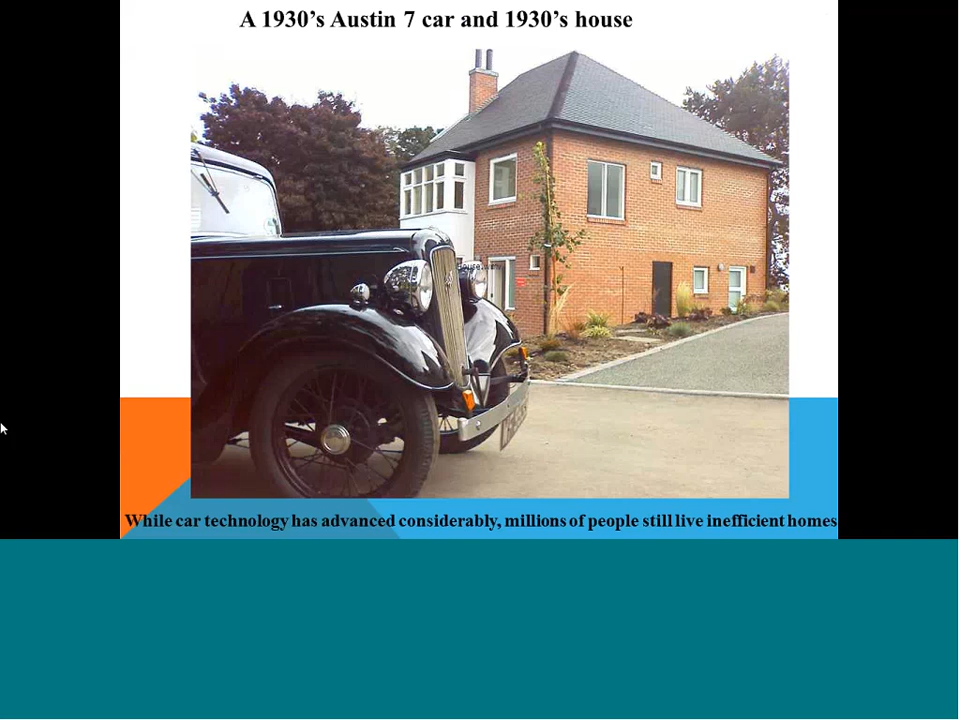 A 1930’s Austin 7 car and 1930’s house
While car technology has advanced considerably, millions of people still live inefficient homes